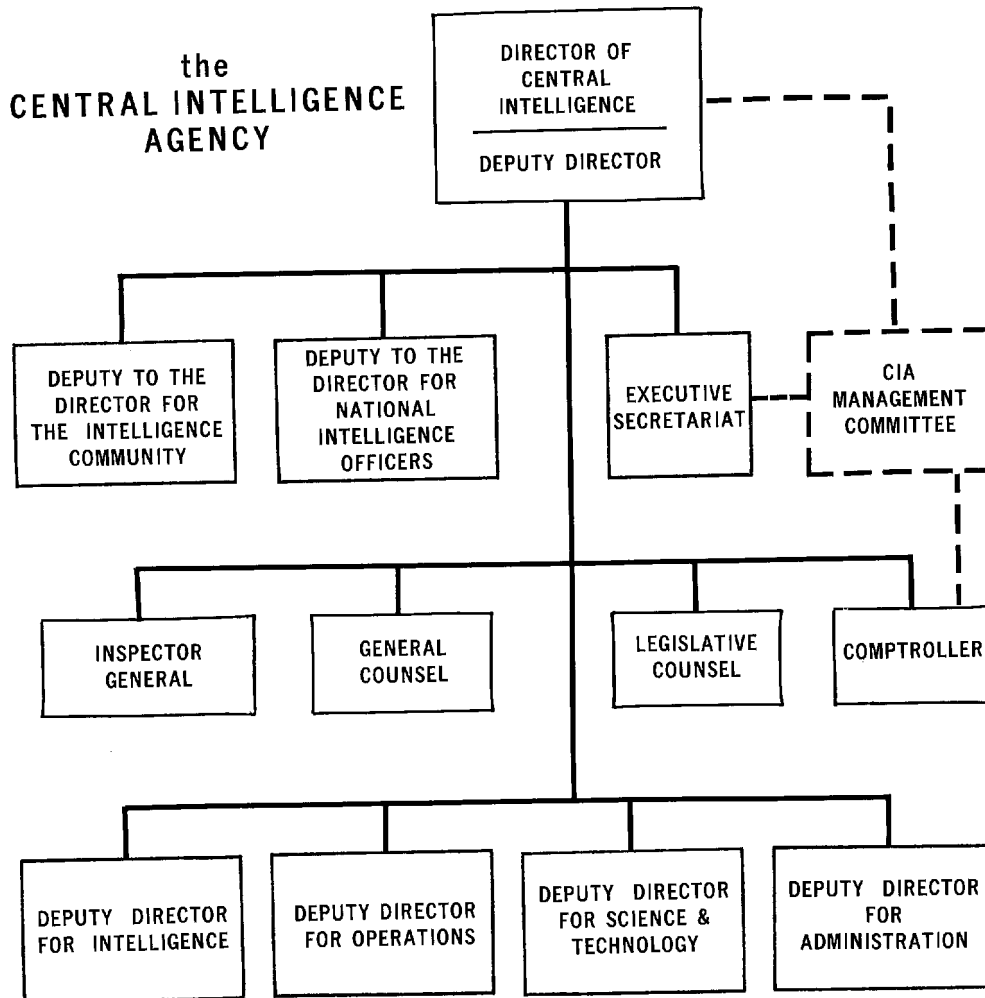 the
CENTRAL INTELLIGENCE
AGENCY
DIRECTOR OF
CENTRAL
INTELLIGENCE
DEPUTY DIRECTOR
DEPUTY TO THE
DIRECTOR FOR
THE INTELLIGENCE
COMMUNITY
DEPUTY TO THE
DIRECTOR FOR
NATIONAL
INTELLIGENCE
OFFICERS
EXECUTIVE
SECRETARIAT
CIA
MANAGEMENT
COMMITTEE
INSPECTOR
GENERAL
GENERAL
COUNSEL
LEGISLATIVE
COUNSEL
COMPTROLLER
DEPUTY DIRECTOR
FOR INTELLIGENCE
DEPUTY DIRECTOR
FOR OPERATIONS
DEPUTY DIRECTOR
FOR SCIENCE &
TECHNOLOGY
DEPUTY DIRECTOR
FOR
ADMINISTRATION